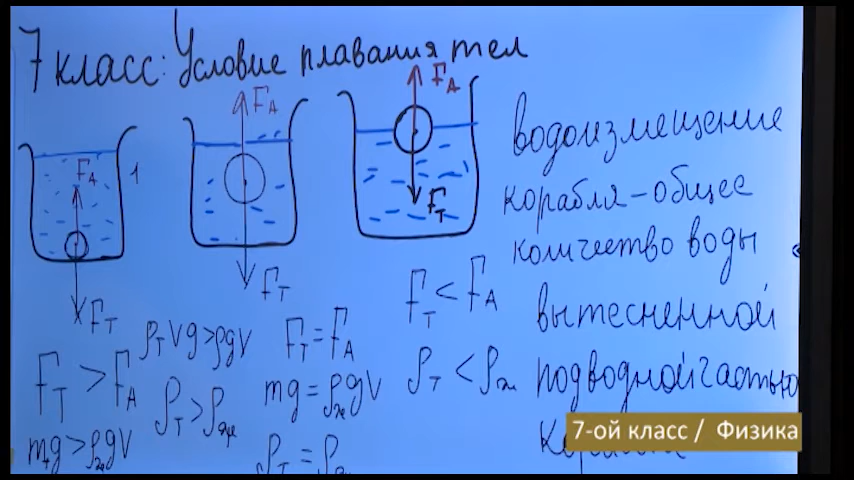 7 класс: Условие плавания тел
F_A
F_A
F_A
1
F_T
F_T
F_T
водоизмещение
корабля – общее
количество воды
вытесненной
подводной частью
F_T > F_A
ρ_T Vg > ρgV
ρ_T > ρ_ж
m_T g > ρ_ж gV
F_T = F_A
mg = ρ_ж gV
ρ_T = ρ
F_T < F_A
ρ_T < ρ_ж
7-ой класс / Физика